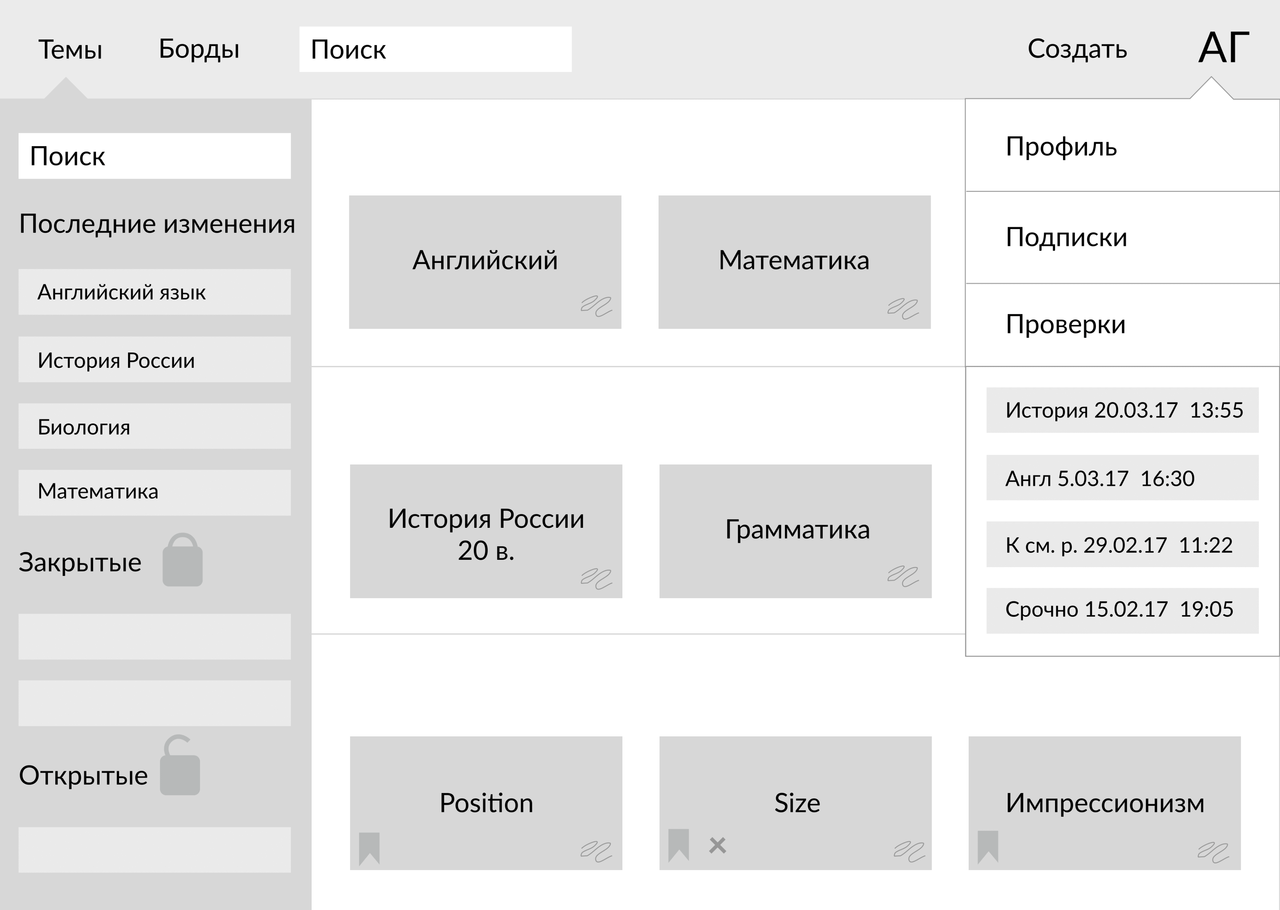 Темы
Борды
Поиск
Создать
АГ
Поиск
Последние изменения
Английский язык
История России
Биология
Математика
Закрытые
Открытые
Английский
Математика
История России
20 в.
Грамматика
Position
Size
Импрессионизм
Профиль
Подписки
Проверки
История 20.03.17 13:55
Англ 5.03.17 16:30
К см. р. 29.02.17 11:22
Срочно 15.02.17 19:05